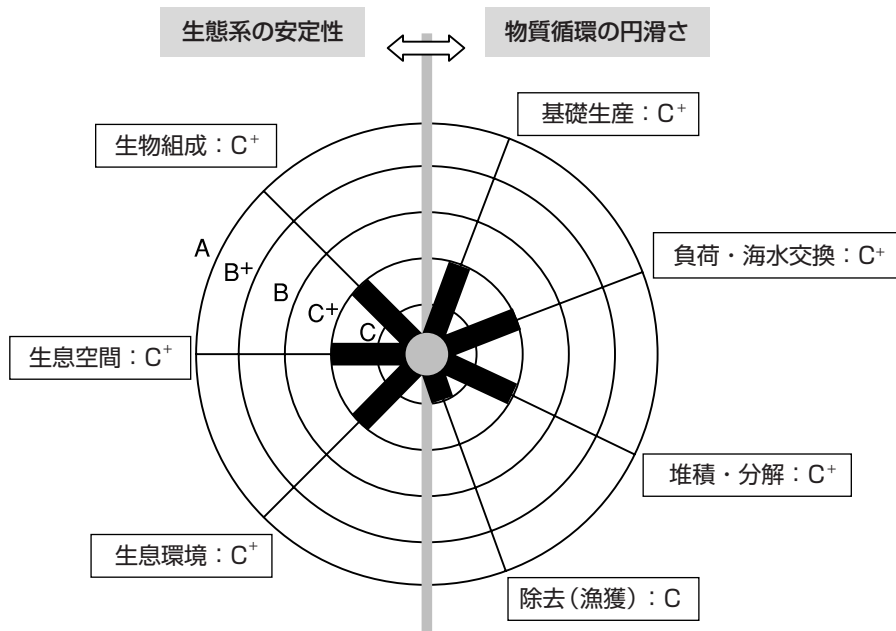 生態系の安定性
物質循環の円滑さ
基礎生産：C⁺
生物組成：C⁺
負荷・海水交換：C⁺
A
B⁺
B
C⁺
C
生息空間：C⁺
堆積・分解：C⁺
生息環境：C⁺
除去（漁獲）：C